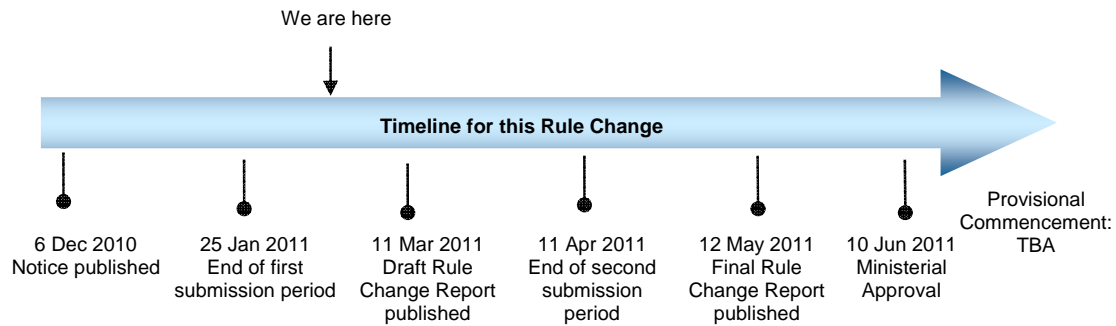 We are here
Timeline for this Rule Change
6 Dec 2010
Notice published
25 Jan 2011
End of first
submission period
11 Mar 2011
Draft Rule
Change Report
published
11 Apr 2011
End of second
submission
period
12 May 2011
Final Rule
Change Report
published
10 Jun 2011
Ministerial
Approval
Provisional
Commencement:
TBA